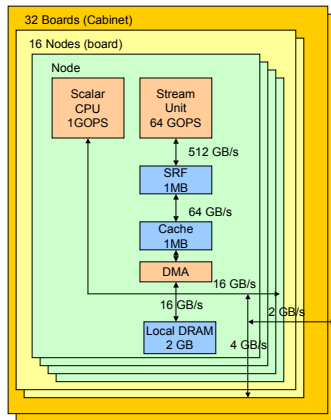 32 Boards (Cabinet)
16 Nodes (board)
Node
Scalar
CPU
1GOPS
Stream
Unit
64 GOPS
512 GB/s
SRF
1MB
64 GB/s
Cache
1MB
DMA
16 GB/s
16 GB/s
2 GB/s
Local DRAM
2 GB
4 GB/s